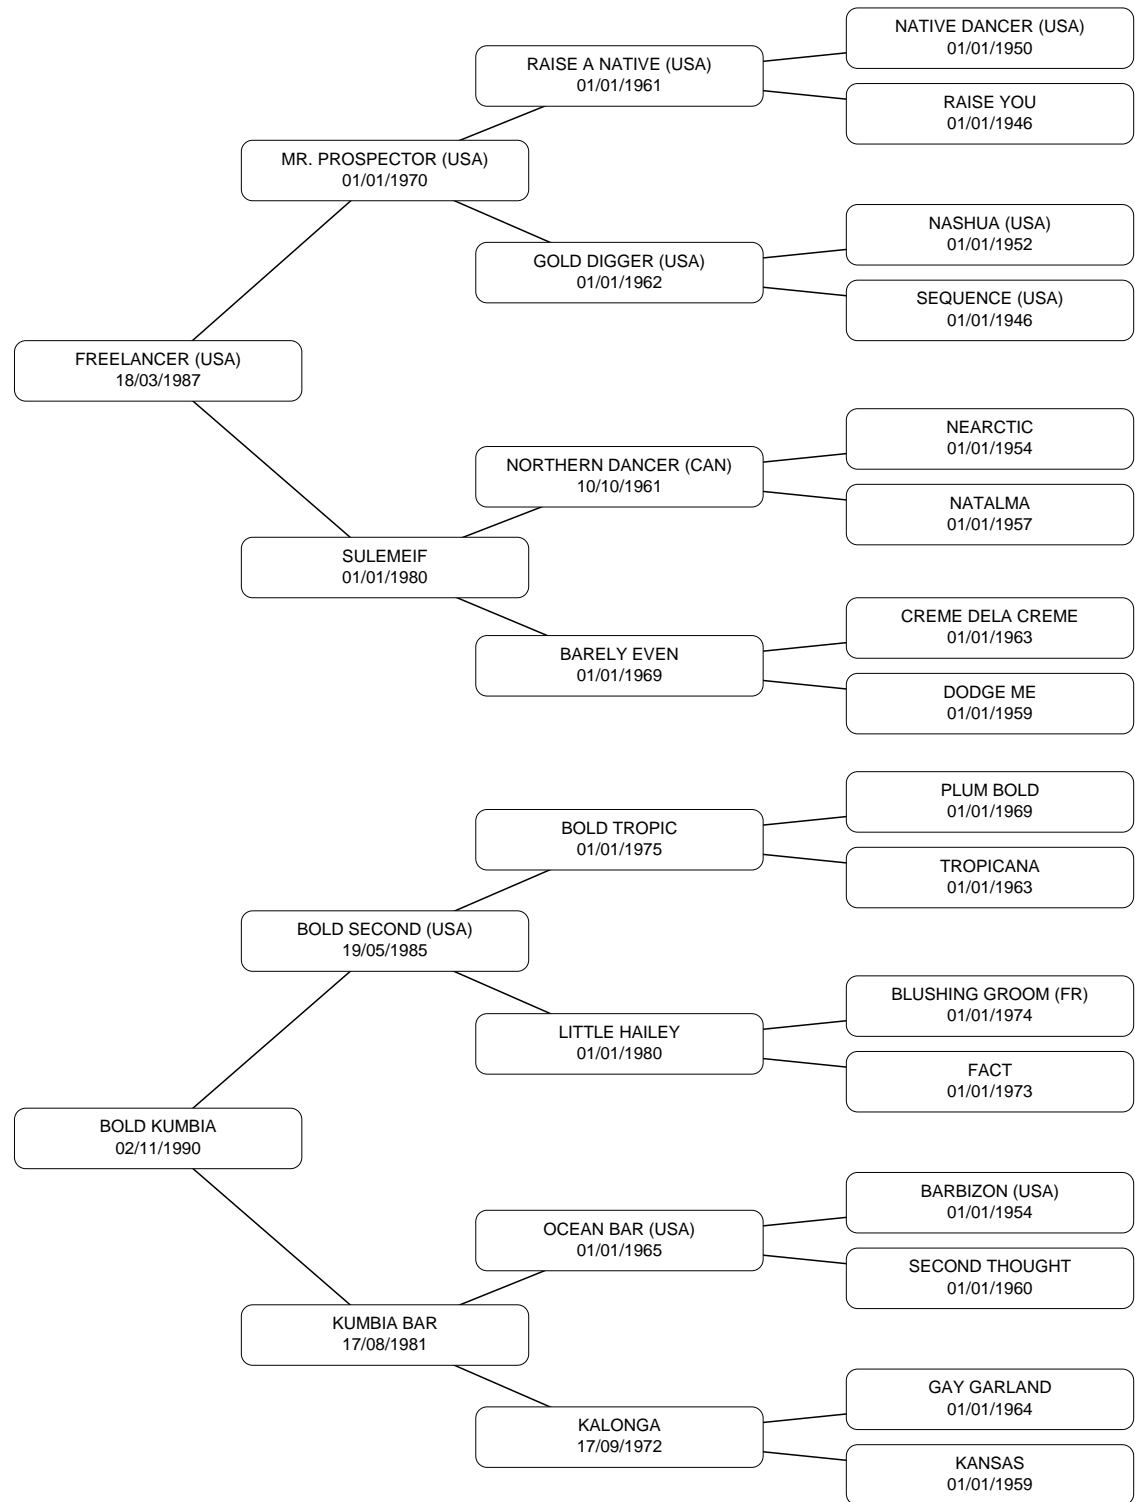 NATIVE DANCER (USA)
01/01/1950
RAISE A NATIVE (USA)
01/01/1961
RAISE YOU
01/01/1946
MR. PROSPECTOR (USA)
01/01/1970
NASHUA (USA)
01/01/1952
GOLD DIGGER (USA)
01/01/1962
SEQUENCE (USA)
01/01/1946
FREELANCER (USA)
18/03/1987
NEARCTIC
01/01/1954
NORTHERN DANCER (CAN)
10/10/1961
NATALMA
01/01/1957
SULEMEIF
01/01/1980
CREME DELA CREME
01/01/1963
BARELY EVEN
01/01/1969
DODGE ME
01/01/1959
PLUM BOLD
01/01/1969
BOLD TROPIC
01/01/1975
TROPICANA
01/01/1963
BOLD SECOND (USA)
19/05/1985
BLUSHING GROOM (FR)
01/01/1974
LITTLE HAILEY
01/01/1980
FACT
01/01/1973
BOLD KUMBIA
02/11/1990
BARBIZON (USA)
01/01/1954
OCEAN BAR (USA)
01/01/1965
SECOND THOUGHT
01/01/1960
KUMBIA BAR
17/08/1981
GAY GARLAND
01/01/1964
KALONGA
17/09/1972
KANSAS
01/01/1959